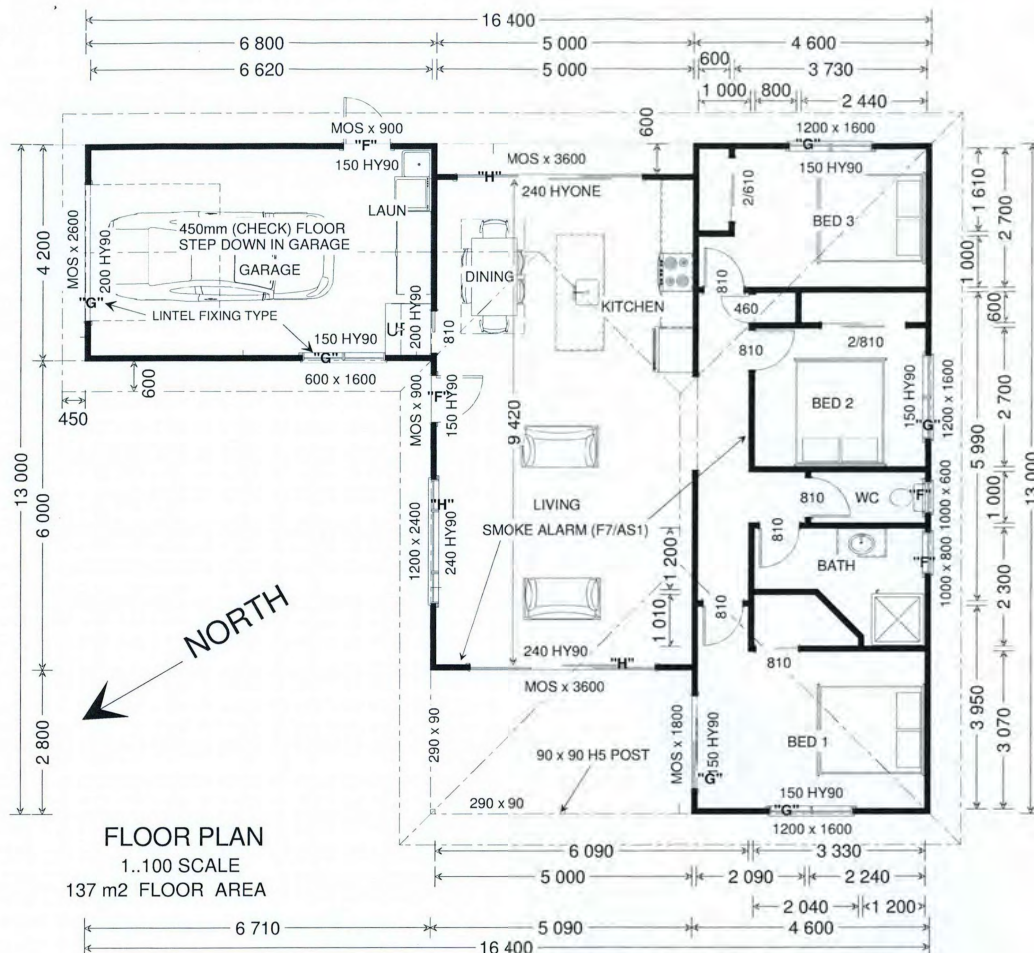 16 400
6 800
5 000
4 600
6 620
5 000
600
3 730
1 000
800
2 440
MOS x 900
"F"
150 HY90
600
MOS x 3600
"H"
240 HYONE
1200 x 1600
"G"
150 HY90
2/610
BED 3
1 610
2 700
1 000
4 200
MOS x 2600
200 HY90
"G"
450mm (CHECK) FLOOR
STEP DOWN IN GARAGE
GARAGE
LINTEL FIXING TYPE
LAUN
DINING
KITCHEN
810
460
600
200 HY90
810
150 HY90
"G"
600 x 1600
600
450
810
2/810
BED 2
150 HY90
"G"
1200 x 1600
2 700
5 990
13 000
MOS x 900
"F"
150 HY90
9 420
13 000
6 000
"H"
1200 x 2400
240 HY90
LIVING
SMOKE ALARM (F7/AS1)
810
WC
"F"
1000 x 600
1 000
810
BATH
"F"
1000 x 800
2 300
1 200
1 010
810
810
240 HY90
"H"
MOS x 3600
NORTH
2 800
290 x 90
MOS x 1800
150 HY90
"G"
BED 1
3 950
3 070
90 x 90 H5 POST
290 x 90
150 HY90
"G"
1200 x 1600
FLOOR PLAN
1..100 SCALE
137 m2 FLOOR AREA
6 090
3 330
5 000
2 090
2 240
2 040
1 200
6 710
5 090
4 600
16 400